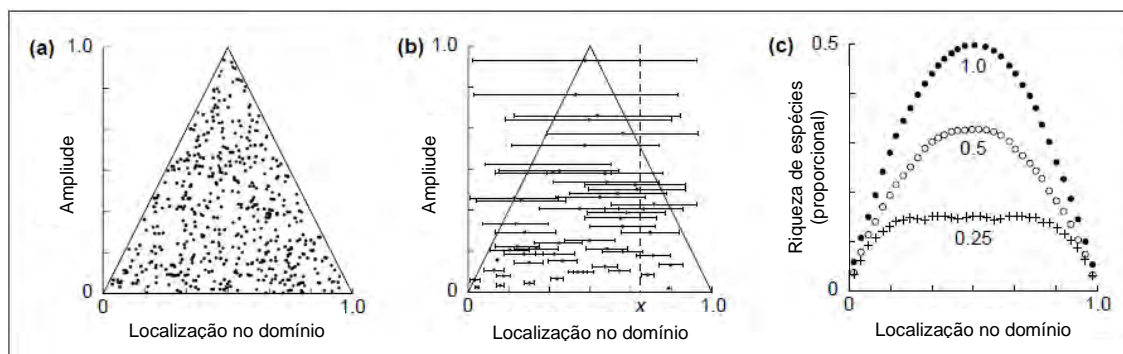 (a)
1.0
Amplitude
0
0
1.0
Localização no domínio
(b)
1.0
Ampliude
0
0
x
1.0
Localização no domínio
(c)
0.5
Riqueza de espécies
(proporcional)
1.0
0.5
0.25
0
0
1.0
Localização no domínio